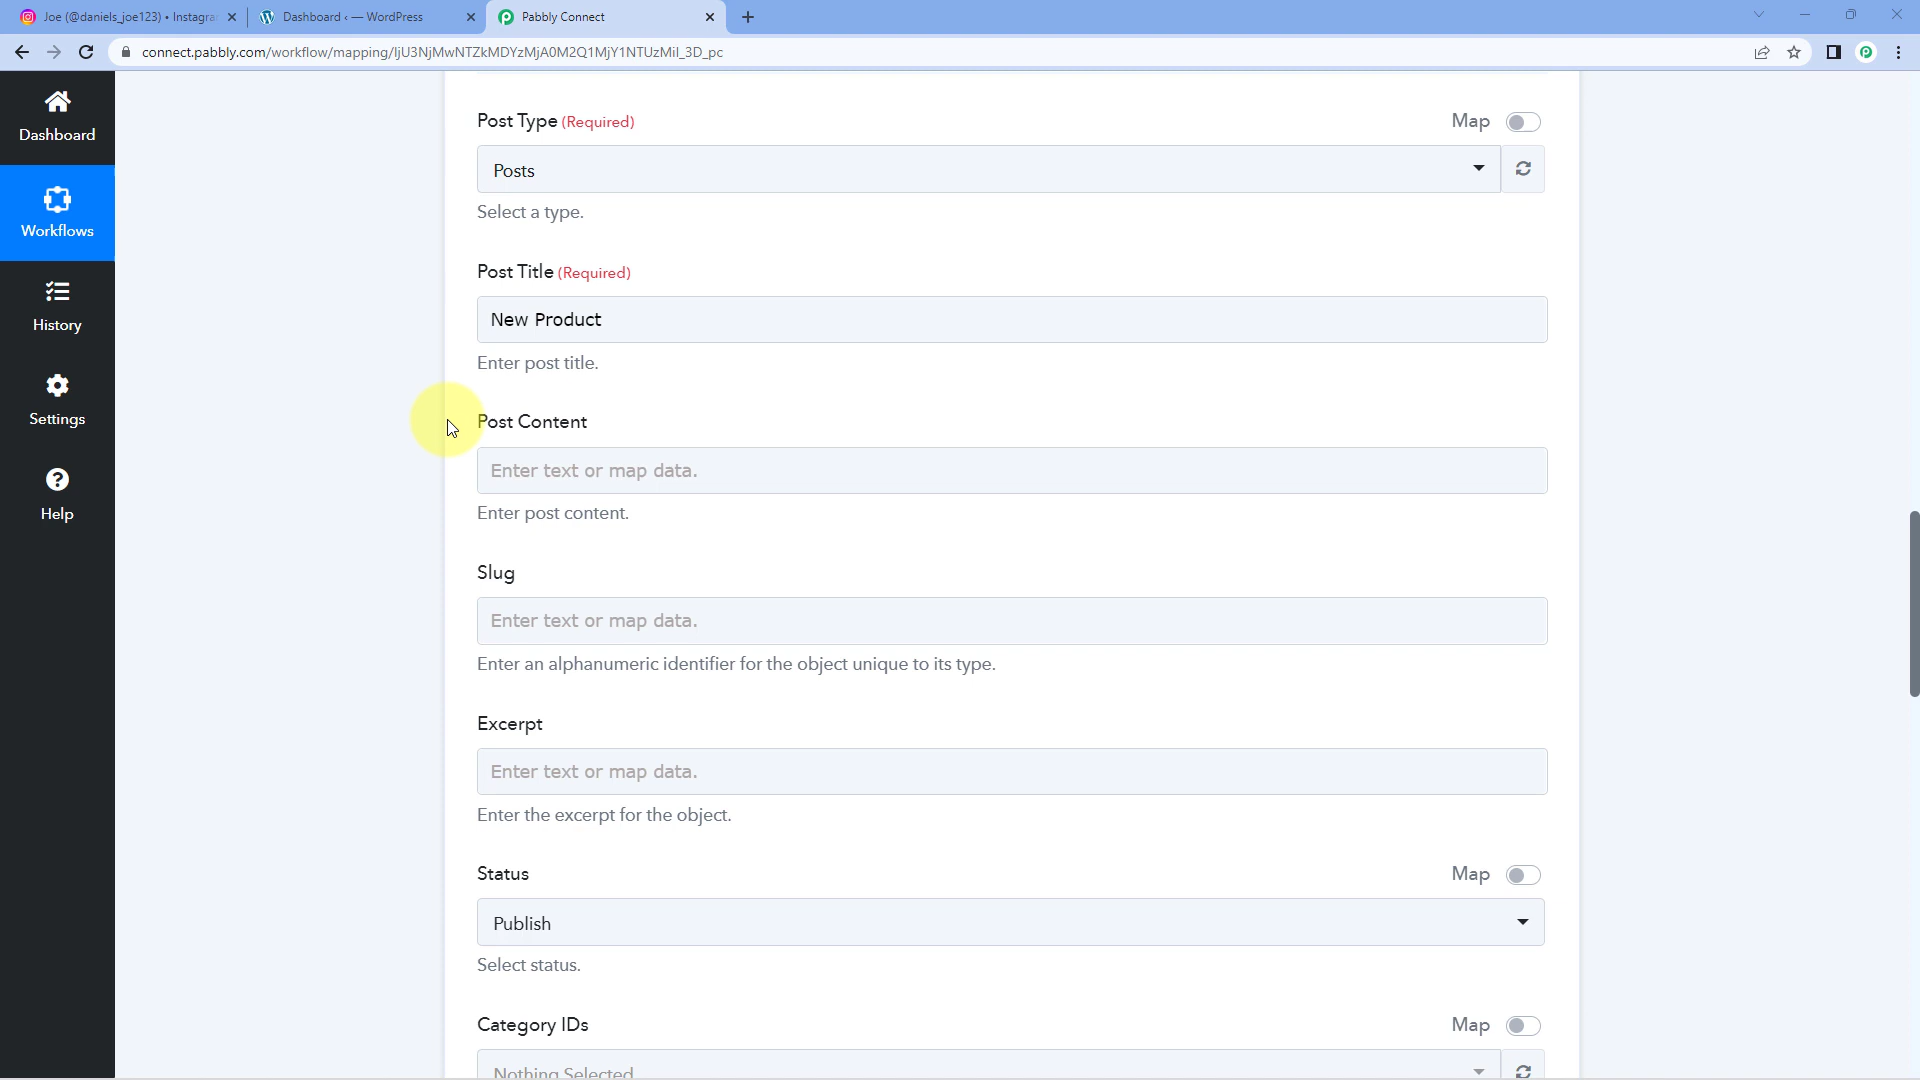 Joe (@daniels_joe123) • Instagra
Dashboard ‹ — WordPress
Pabbly Connect
connect.pabbly.com/workflow/mapping/IjU3NjMwNTZkMDYzMjA0M2Q1MjY1NTUzMiI_3D_pc
Dashboard
Workflows
History
Settings
Help
Post Type (Required)
Map
Posts
Select a type.
Post Title (Required)
New Product
Enter post title.
Post Content
Enter text or map data.
Enter post content.
Slug
Enter text or map data.
Enter an alphanumeric identifier for the object unique to its type.
Excerpt
Enter text or map data.
Enter the excerpt for the object.
Status
Map
Publish
Select status.
Category IDs
Map
Nothing Selected